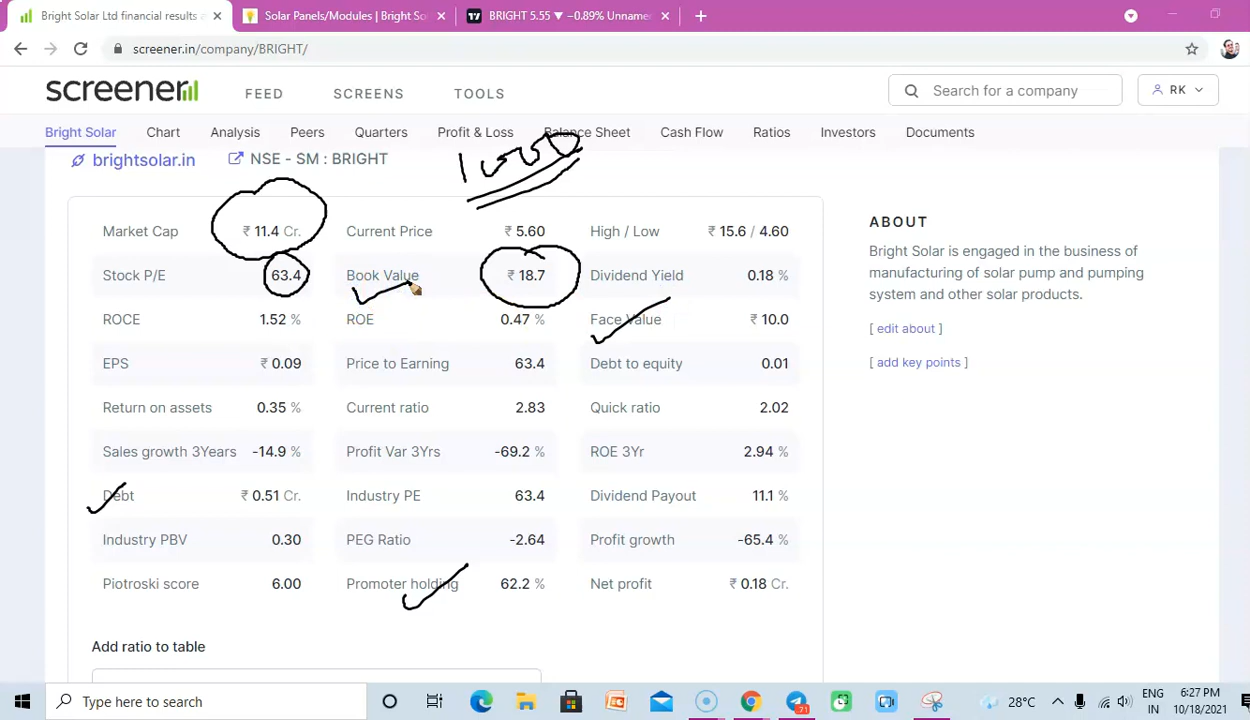 Bright Solar Ltd financial results a
Solar Panels/Modules | Bright So
BRIGHT 5.55 ▼ −0.89% Unname
screener.in/company/BRIGHT/
screener
FEED SCREENS TOOLS
Search for a company
RK
Bright Solar Chart Analysis Peers Quarters Profit & Loss Balance Sheet Cash Flow Ratios Investors Documents
brightsolar.in NSE - SM : BRIGHT
Market Cap ₹ 11.4 Cr. Current Price ₹ 5.60 High / Low ₹ 15.6 / 4.60
Stock P/E 63.4 Book Value ₹ 18.7 Dividend Yield 0.18 %
ROCE 1.52 % ROE 0.47 % Face Value ₹ 10.0
EPS ₹ 0.09 Price to Earning 63.4 Debt to equity 0.01
Return on assets 0.35 % Current ratio 2.83 Quick ratio 2.02
Sales growth 3Years -14.9 % Profit Var 3Yrs -69.2 % ROE 3Yr 2.94 %
Debt ₹ 0.51 Cr. Industry PE 63.4 Dividend Payout 11.1 %
Industry PBV 0.30 PEG Ratio -2.64 Profit growth -65.4 %
Piotroski score 6.00 Promoter holding 62.2 % Net profit ₹ 0.18 Cr.
Add ratio to table
ABOUT
Bright Solar is engaged in the business of
manufacturing of solar pump and pumping
system and other solar products.
[ edit about ]
[ add key points ]
Type here to search
71
28°C
ENG
IN
6:27 PM
10/18/2021